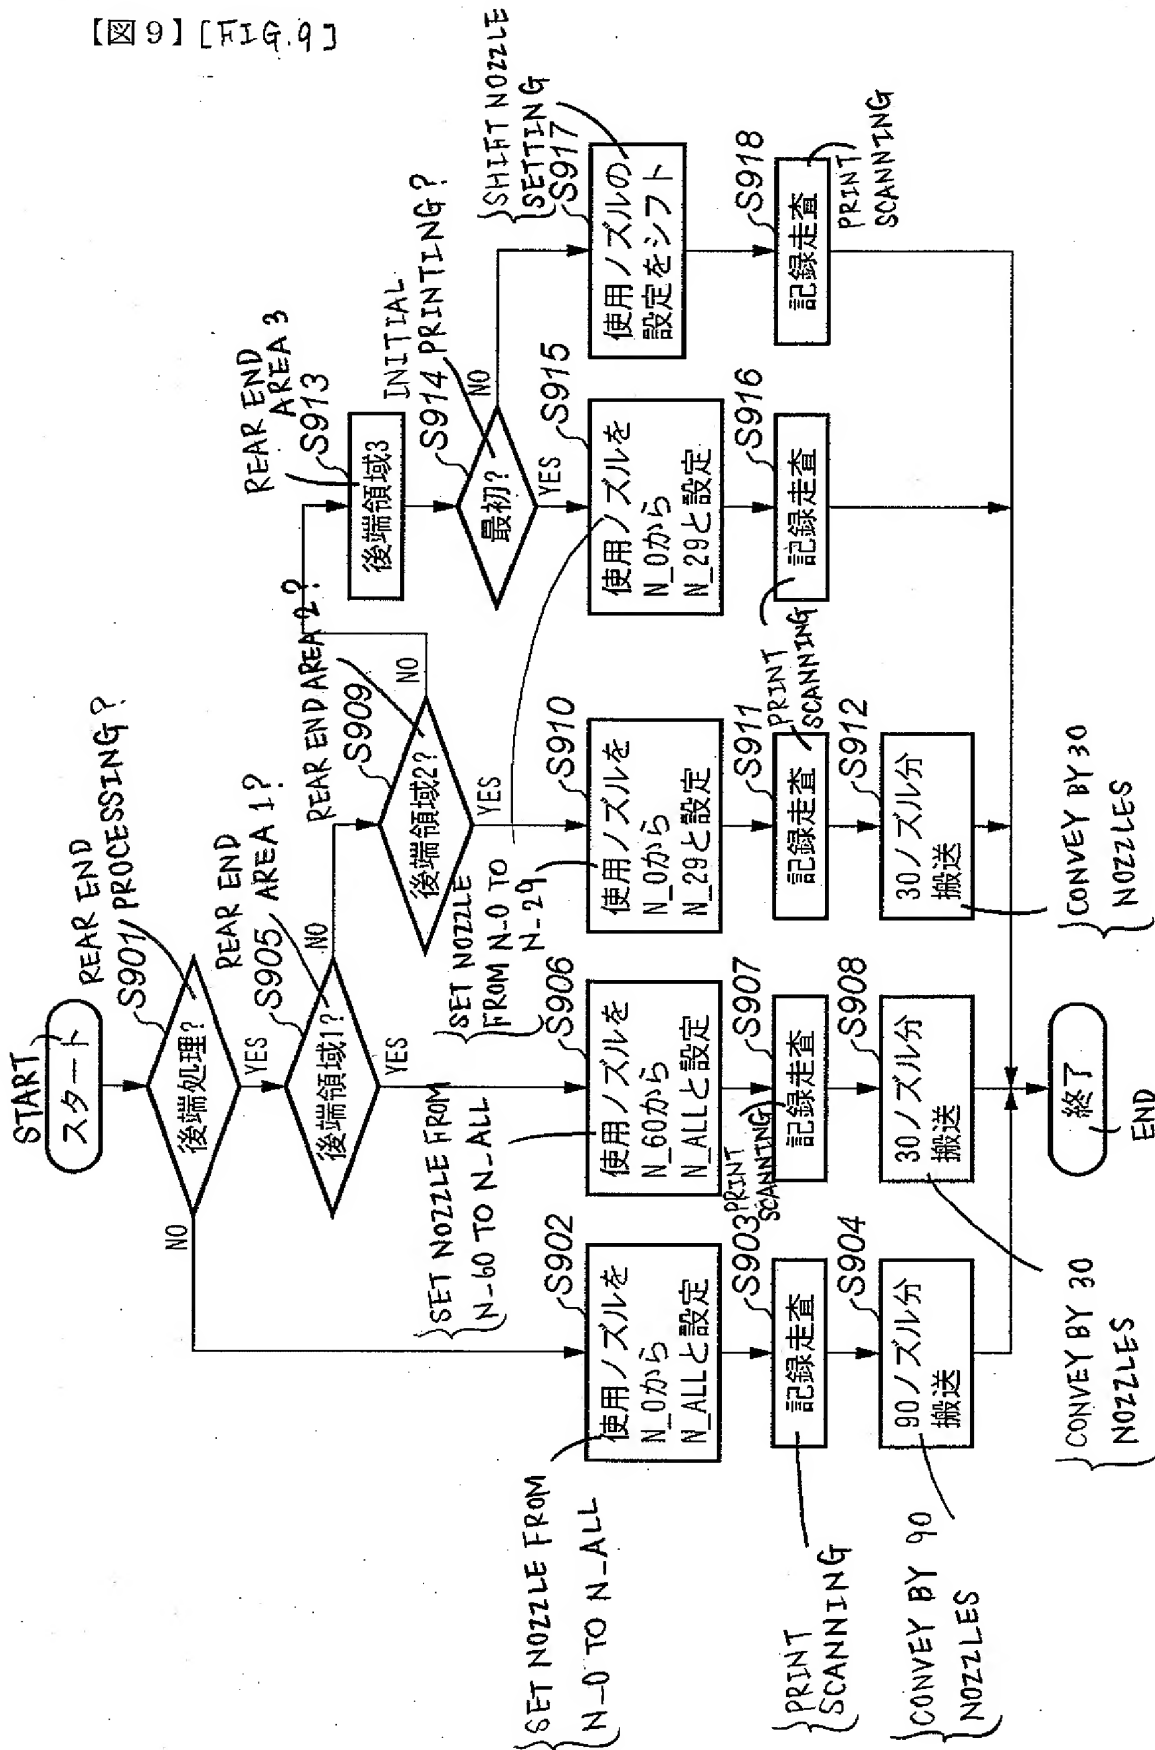 【図9】[FIG.9]
START
スタート
REAR END
PROCESSING?
S901
後端処理?
NO
YES
REAR END
AREA 1?
S905
後端領域1?
NO
YES
REAR END AREA 2?
S909
後端領域2?
NO
YES
REAR END
AREA 3
S913
後端領域3
INITIAL
PRINTING?
S914
最初?
NO
YES
SET NOZZLE FROM
N_0 TO N_ALL
S902
使用ノズルを
N_0から
N_ALLと設定
PRINT
SCANNING
S903
記録走査
CONVEY BY 90
NOZZLES
S904
90ノズル分
搬送
SET NOZZLE FROM
N_60 TO N_ALL
S906
使用ノズルを
N_60から
N_ALLと設定
PRINT
SCANNING
S907
記録走査
S908
30ノズル分
搬送
CONVEY BY 30
NOZZLES
SET NOZZLE
FROM N_0 TO
N_29
S910
使用ノズルを
N_0から
N_29と設定
S911
記録走査
PRINT
SCANNING
S912
30ノズル分
搬送
CONVEY BY 30
NOZZLES
S915
使用ノズルを
N_0から
N_29と設定
S916
記録走査
SHIFT NOZZLE
SETTING
S917
使用ノズルの
設定をシフト
S918
記録走査
PRINT
SCANNING
終了
END